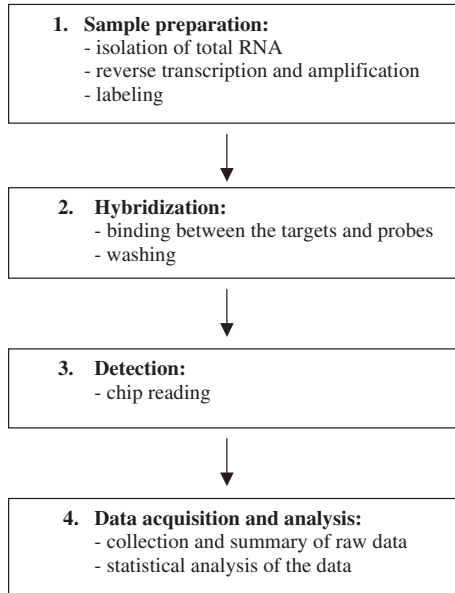 1. Sample preparation:
- isolation of total RNA
- reverse transcription and amplification
- labeling
2. Hybridization:
- binding between the targets and probes
- washing
3. Detection:
- chip reading
4. Data acquisition and analysis:
- collection and summary of raw data
- statistical analysis of the data